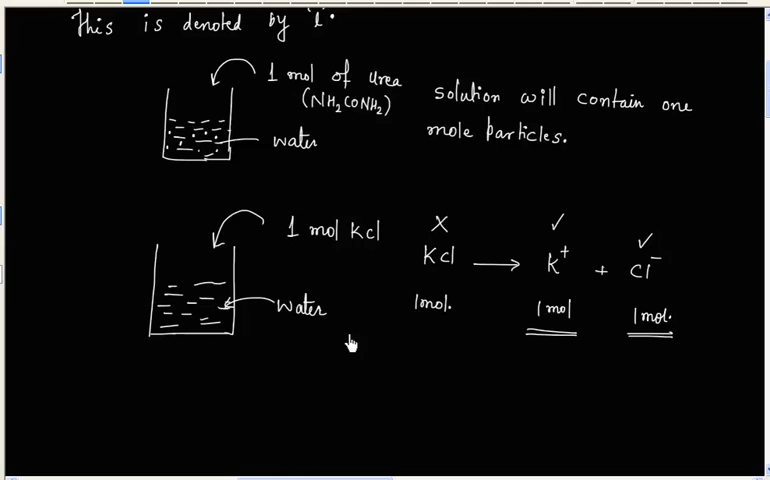 This is denoted by 'i'.
1 mol of urea
(NH2CONH2)
water
solution will contain one
mole particles.
1 mol Kcl
water
X ✓ ✓
Kcl → K+ + Cl-
1mol. 1mol 1mol.